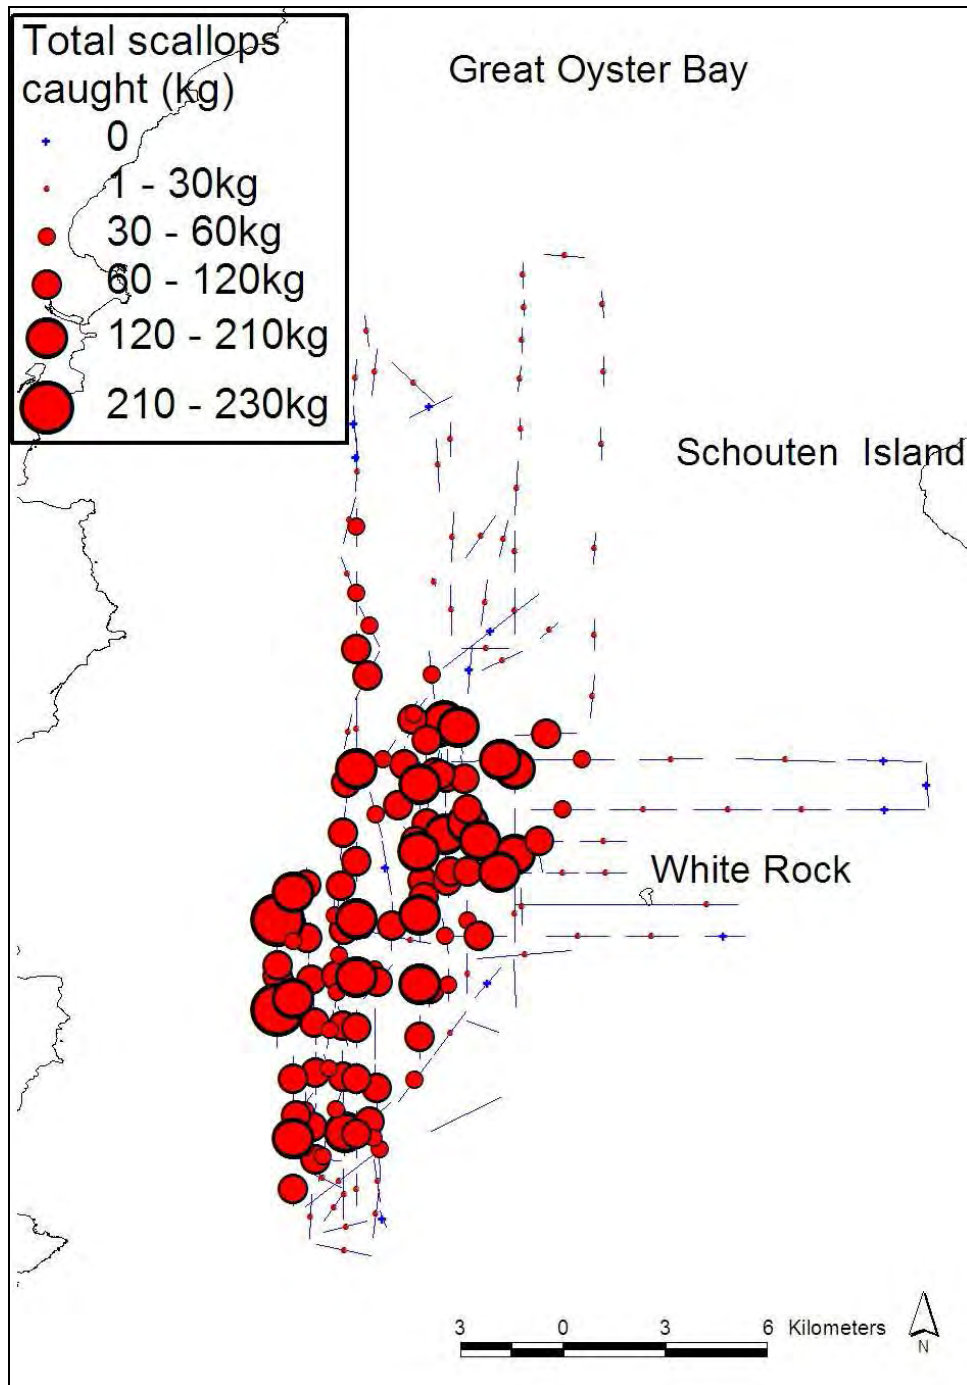 Total scallops
caught (kg)
0
1 - 30kg
30 - 60kg
60 - 120kg
120 - 210kg
210 - 230kg
Great Oyster Bay
Schouten Island
White Rock
3 0 3 6 Kilometers
N